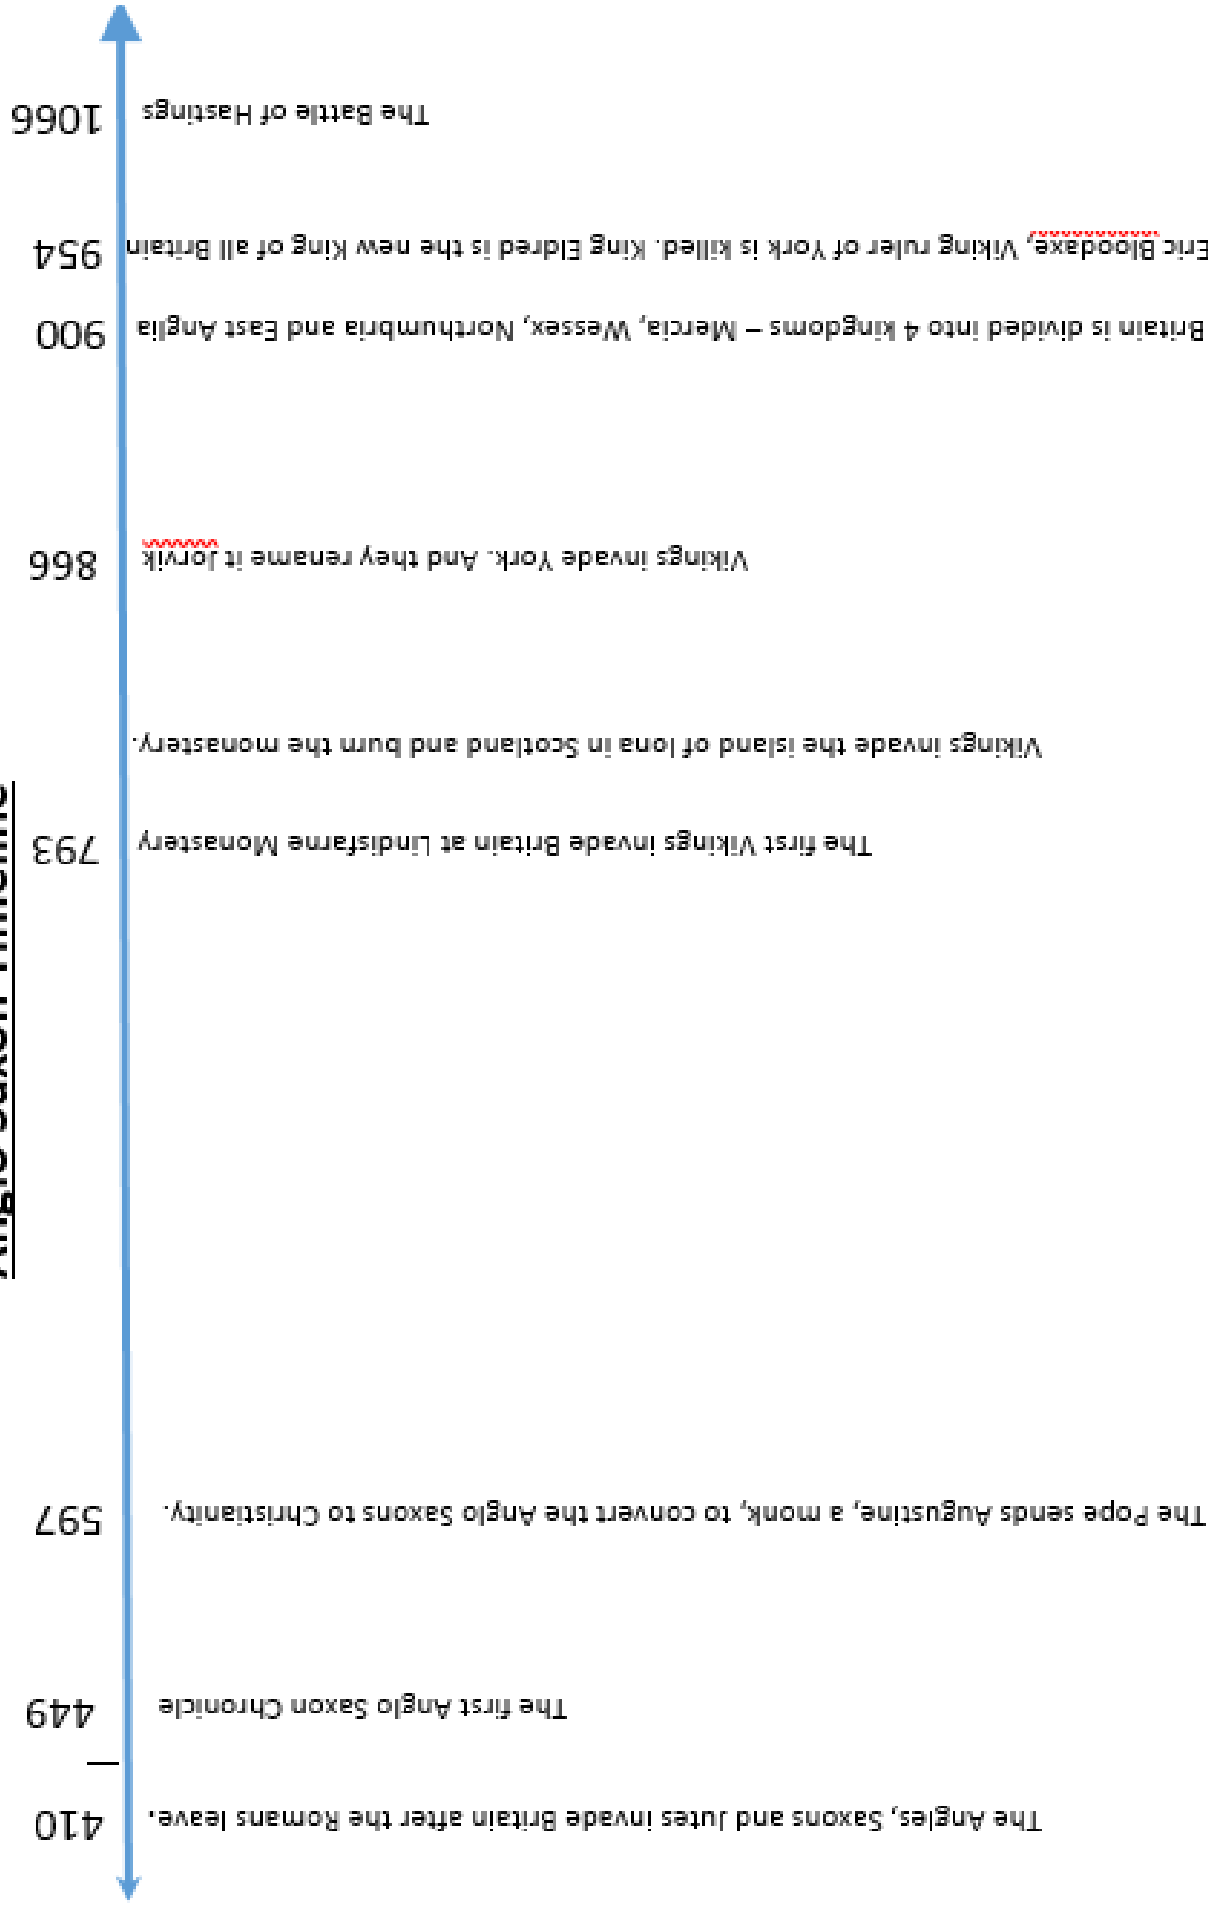 Anglo Saxon Timeline
The Angles, Saxons and Jutes invade Britain after the Romans leave.
410
The first Anglo Saxon Chronicle
449
The Pope sends Augustine, a monk, to convert the Anglo Saxons to Christianity.
597
The first Vikings invade Britain at Lindisfarne Monastery
793
Vikings invade the island of Iona in Scotland and burn the monastery.
Vikings invade York. And they rename it Jorvik
866
Britain is divided into 4 kingdoms – Mercia, Wessex, Northumbria and East Anglia
900
Eric Bloodaxe, Viking ruler of York is killed. King Eldred is the new King of all Britain
954
The Battle of Hastings
1066